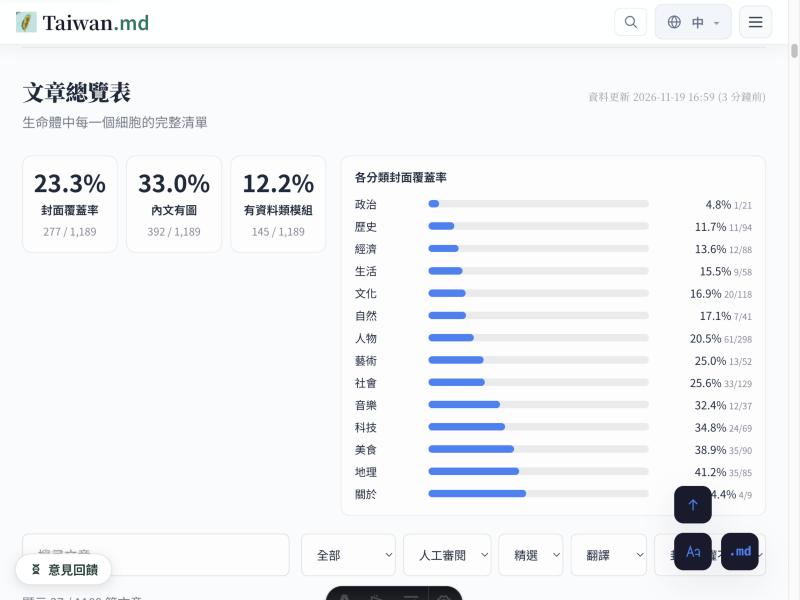 Taiwan.md
中
文章總覽表
資料更新 2026-11-19 16:59 (3 分鐘前)
生命體中每一個細胞的完整清單
23.3%
封面覆蓋率
277 / 1,189
33.0%
內文有圖
392 / 1,189
12.2%
有資料類模組
145 / 1,189
各分類封面覆蓋率
政治 4.8% 1/21
歷史 11.7% 11/94
經濟 13.6% 12/88
生活 15.5% 9/58
文化 16.9% 20/118
自然 17.1% 7/41
人物 20.5% 61/298
藝術 25.0% 13/52
社會 25.6% 33/129
音樂 32.4% 12/37
科技 34.8% 24/69
美食 38.9% 35/90
地理 41.2% 35/85
關於 4.4% 4/9
全部
人工審閱
精選
翻譯
Aa
.md
意見回饋